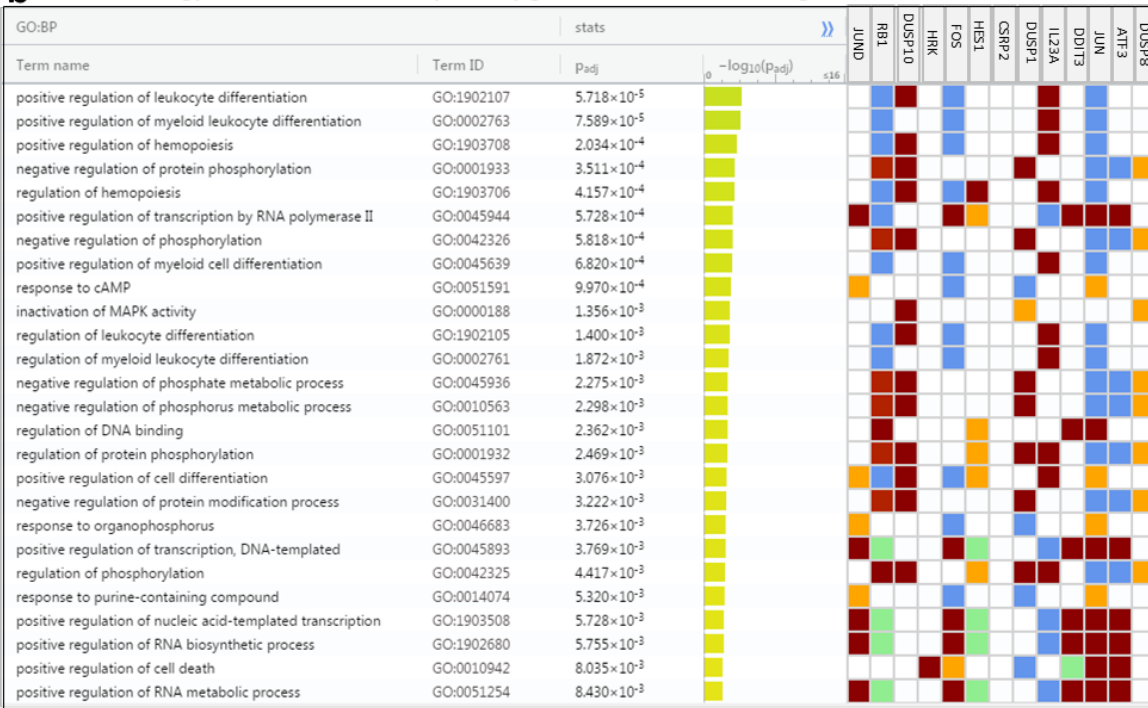 GO:BP stats »
JUND RB1 DUSP10 HRK FOS HES1 CSRP2 DUSP1 IL23A DDIT3 JUN ATF3 DUSP8
Term name Term ID padj −log10(padj)
0 ≤16
positive regulation of leukocyte differentiation GO:1902107 5.718×10-5
positive regulation of myeloid leukocyte differentiation GO:0002763 7.589×10-5
positive regulation of hemopoiesis GO:1903708 2.034×10-4
negative regulation of protein phosphorylation GO:0001933 3.511×10-4
regulation of hemopoiesis GO:1903706 4.157×10-4
positive regulation of transcription by RNA polymerase II GO:0045944 5.728×10-4
negative regulation of phosphorylation GO:0042326 5.818×10-4
positive regulation of myeloid cell differentiation GO:0045639 6.820×10-4
response to cAMP GO:0051591 9.970×10-4
inactivation of MAPK activity GO:0000188 1.356×10-3
regulation of leukocyte differentiation GO:1902105 1.400×10-3
regulation of myeloid leukocyte differentiation GO:0002761 1.872×10-3
negative regulation of phosphate metabolic process GO:0045936 2.275×10-3
negative regulation of phosphorus metabolic process GO:0010563 2.298×10-3
regulation of DNA binding GO:0051101 2.362×10-3
regulation of protein phosphorylation GO:0001932 2.469×10-3
positive regulation of cell differentiation GO:0045597 3.076×10-3
negative regulation of protein modification process GO:0031400 3.222×10-3
response to organophosphorus GO:0046683 3.726×10-3
positive regulation of transcription, DNA-templated GO:0045893 3.769×10-3
regulation of phosphorylation GO:0042325 4.417×10-3
response to purine-containing compound GO:0014074 5.320×10-3
positive regulation of nucleic acid-templated transcription GO:1903508 5.728×10-3
positive regulation of RNA biosynthetic process GO:1902680 5.755×10-3
positive regulation of cell death GO:0010942 8.035×10-3
positive regulation of RNA metabolic process GO:0051254 8.430×10-3